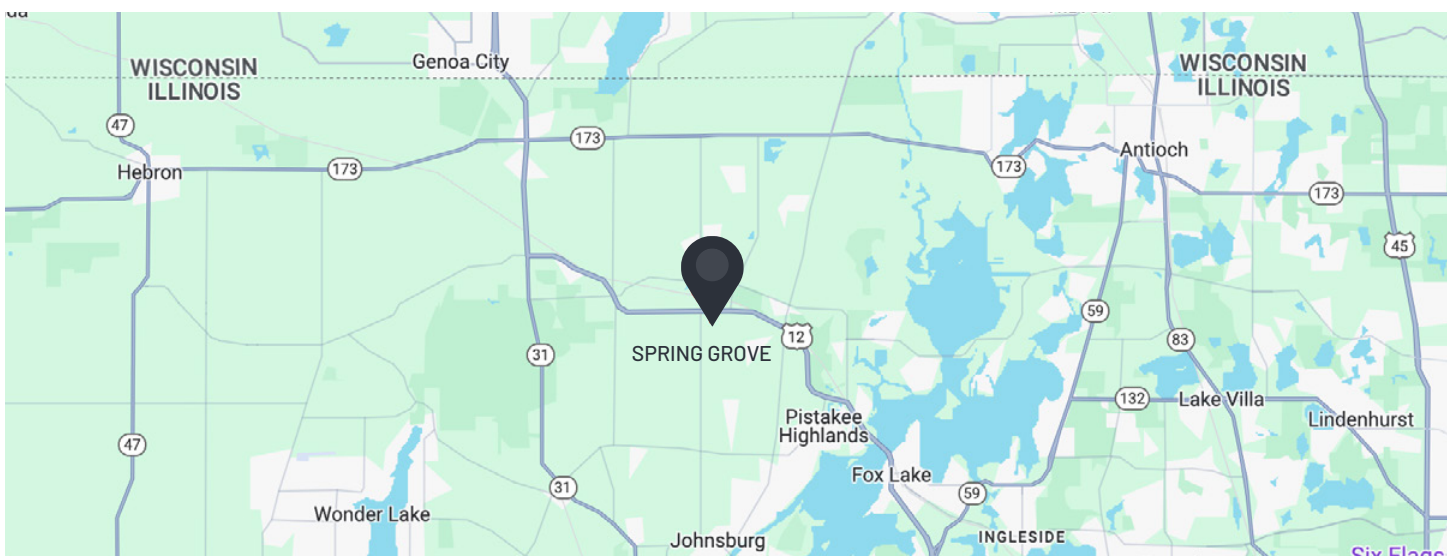 Genoa City
WISCONSIN
ILLINOIS
WISCONSIN
ILLINOIS
47
173
Antioch
Hebron
173
173
173
45
59
12
83
31
SPRING GROVE
132
Lake Villa
Pistakee
Highlands
Lindenhurst
47
Fox Lake
31
59
Wonder Lake
Johnsburg
INGLESIDE
Six Flags